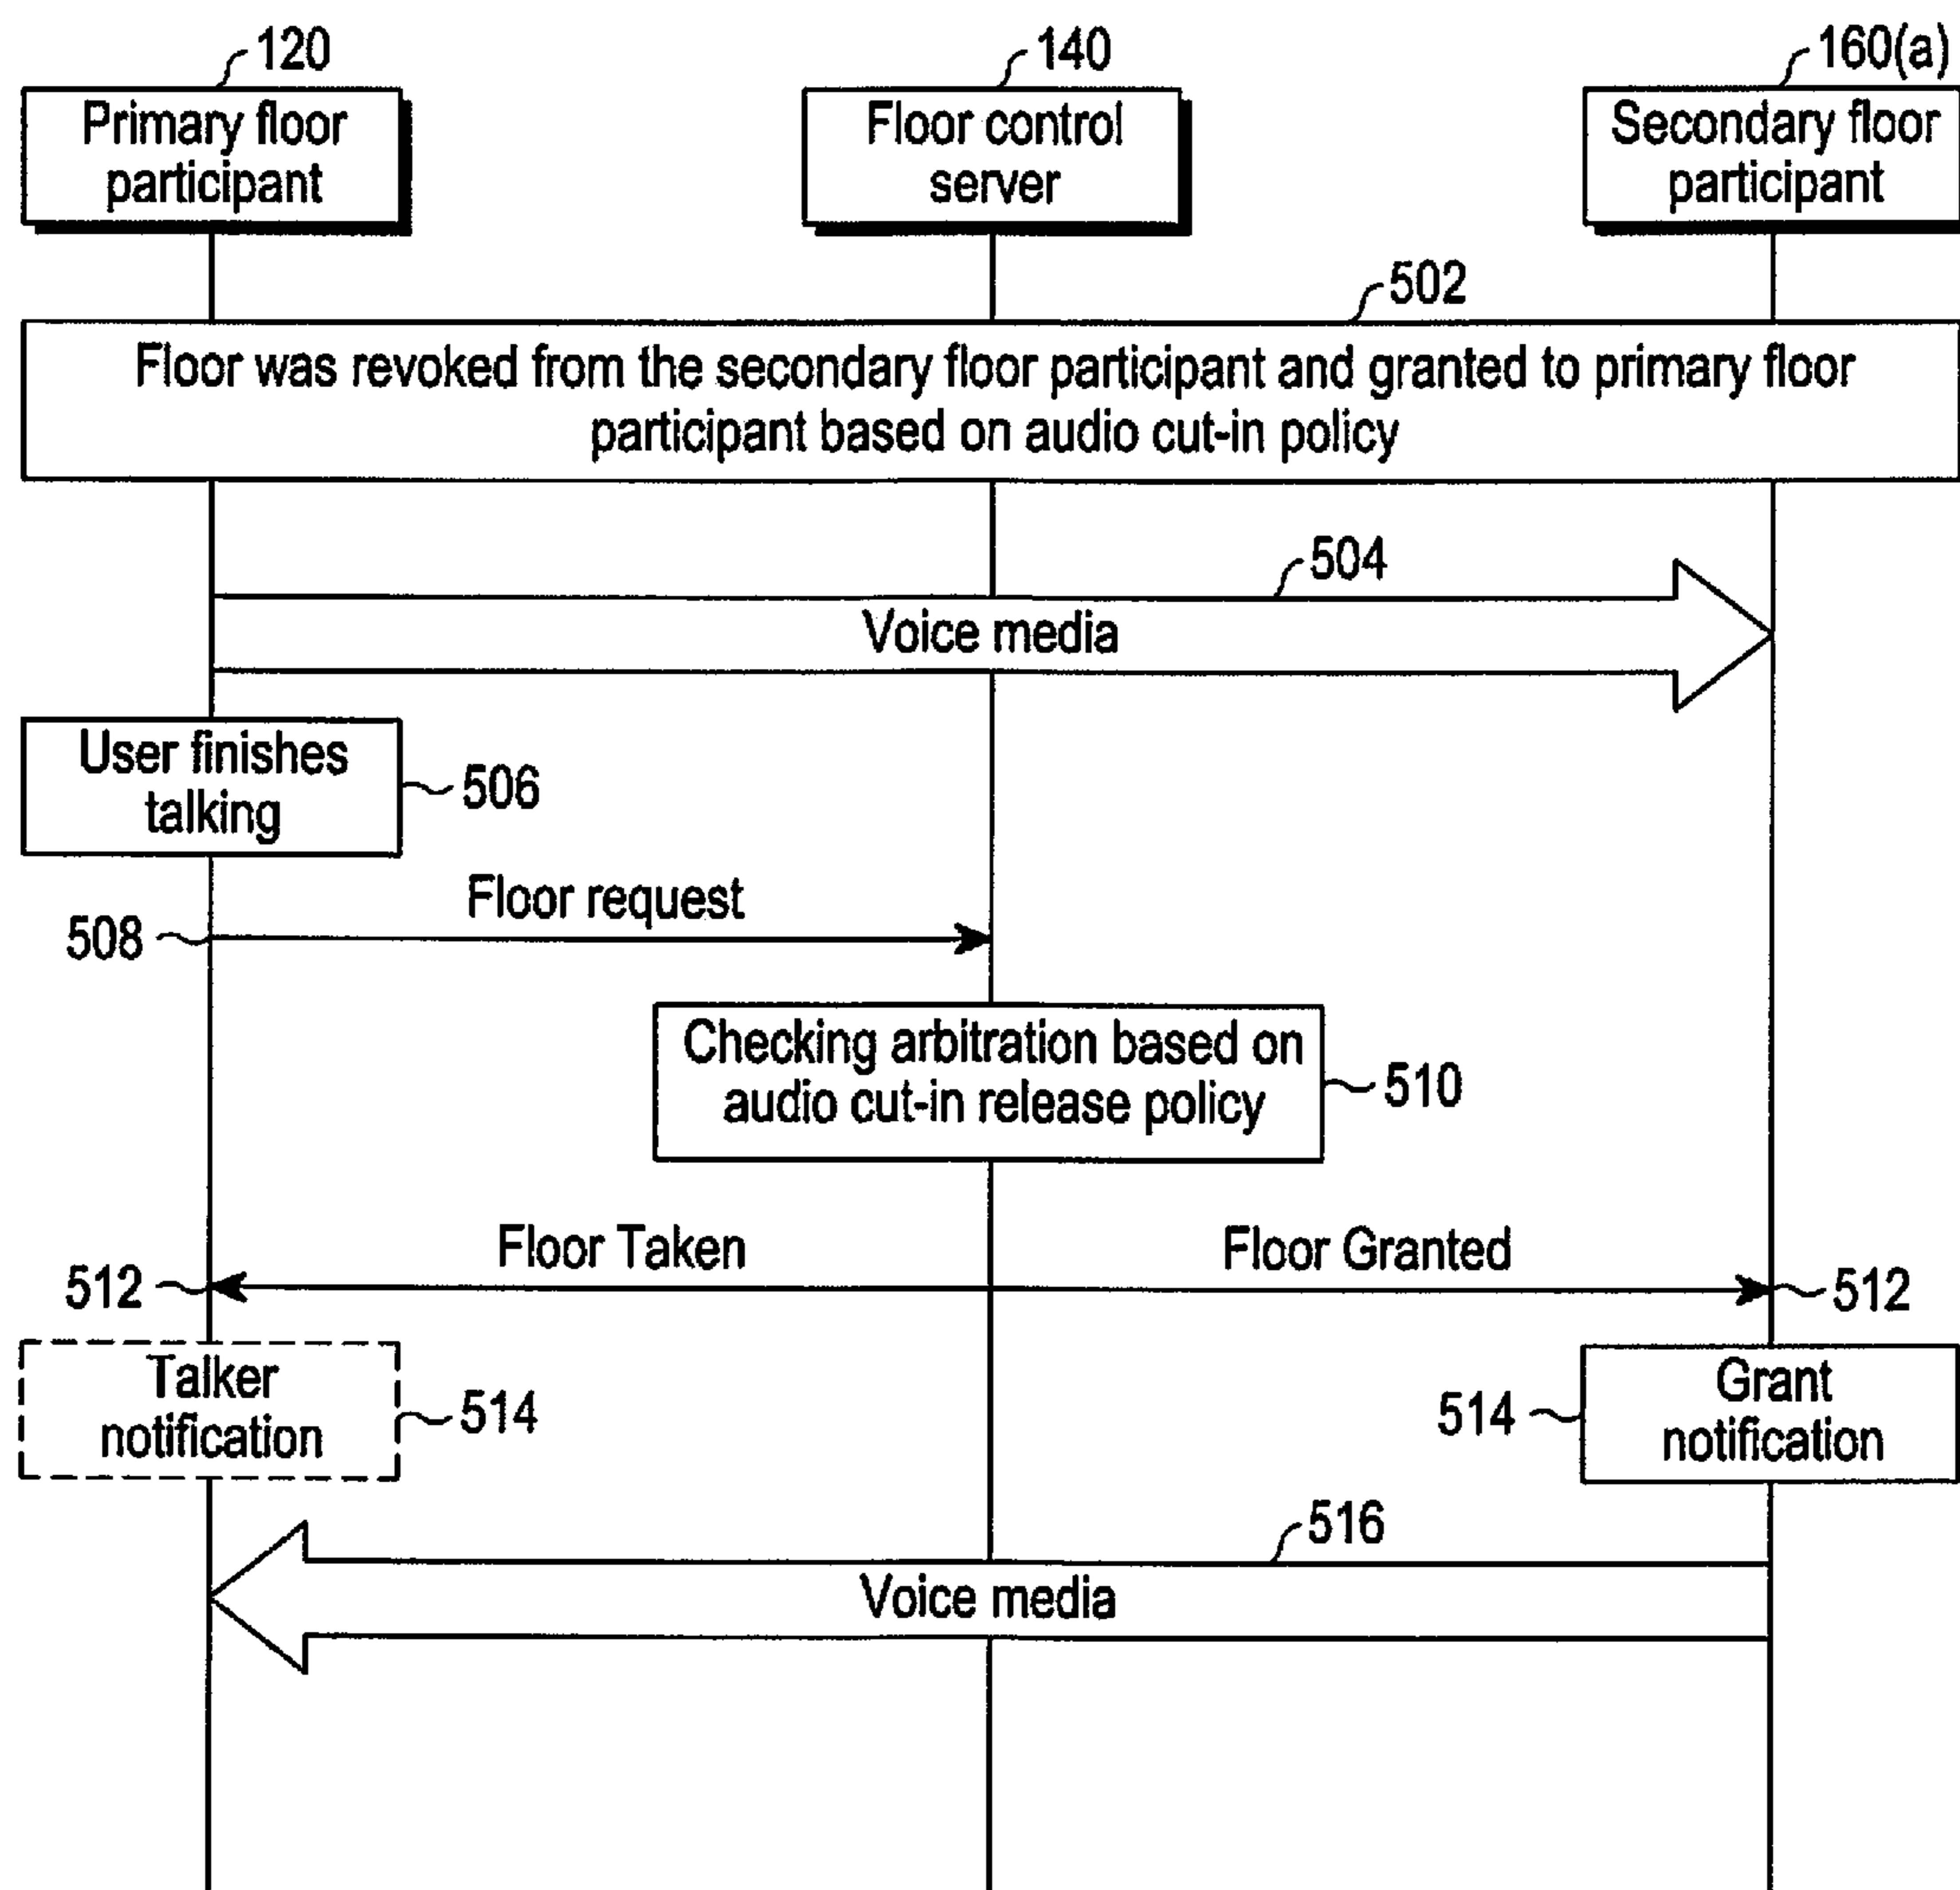 120
140
160(a)
Primary floor
participant
Floor control
server
Secondary floor
participant
502
Floor was revoked from the secondary floor participant and granted to primary floor
participant based on audio cut-in policy
504
Voice media
User finishes
talking
506
Floor request
508
Checking arbitration based on
audio cut-in release policy
510
Floor Taken
Floor Granted
512
512
Talker
notification
514
514
Grant
notification
516
Voice media